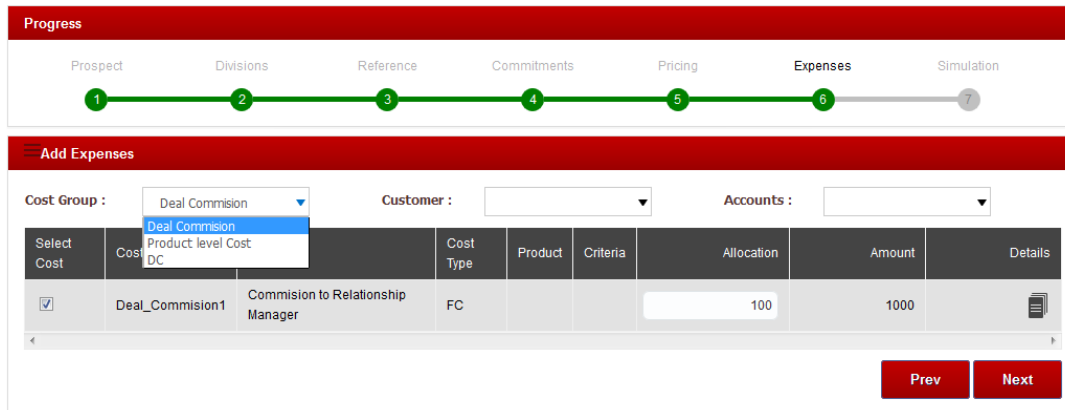 Progress
Prospect Divisions Reference Commitments Pricing Expenses Simulation
1 2 3 4 5 6 7
Add Expenses
Cost Group : Deal Commision Customer : Accounts :
Deal Commision
Product level Cost
DC
Select Cost Cost Cost Type Product Criteria Allocation Amount Details
Deal_Commision1 Commision to Relationship Manager FC 100 1000
Prev Next